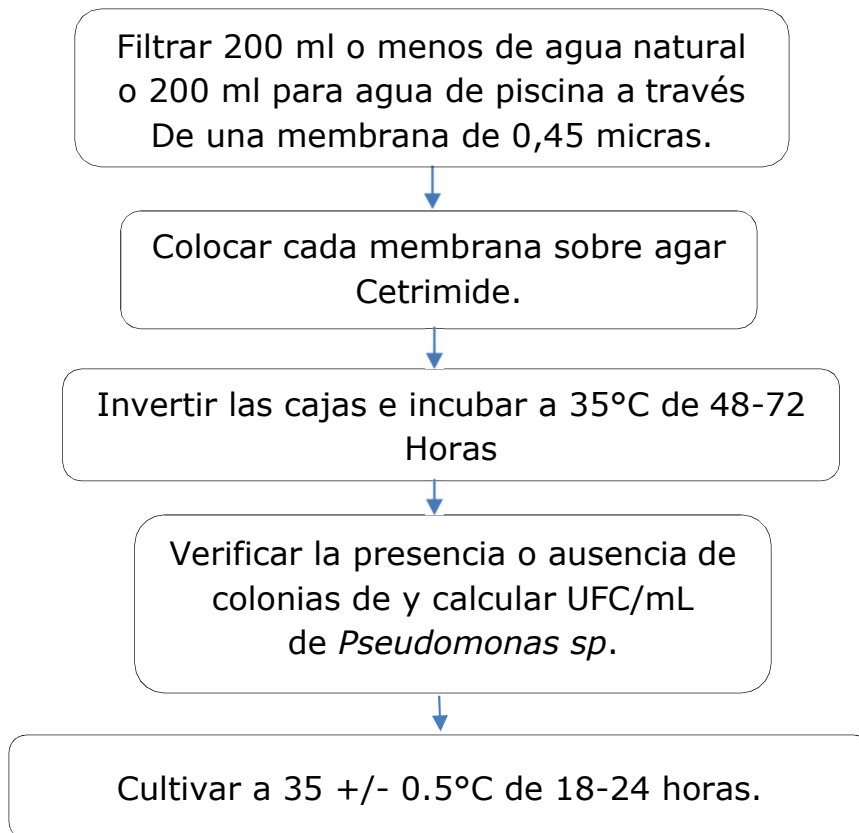 Filtrar 200 ml o menos de agua natural
o 200 ml para agua de piscina a través
De una membrana de 0,45 micras.
Colocar cada membrana sobre agar
Cetrimide.
Invertir las cajas e incubar a 35°C de 48-72
Horas
Verificar la presencia o ausencia de
colonias de y calcular UFC/mL
de Pseudomonas sp.
Cultivar a 35 +/- 0.5°C de 18-24 horas.